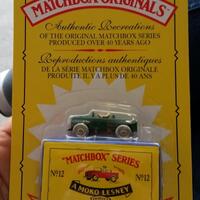 MATCHBOX ORIGINALS
Authentic Recreations
OF THE ORIGINAL MATCHBOX SERIES
PRODUCED OVER 40 YEARS AGO
Reproductions authentiques
DE LA SÉRIE MATCHBOX ORIGINALE
PRODUITE IL Y A PLUS DE 40 ANS
"MATCHBOX" SERIES
Nº12 Nº12
A MOKO LESNEY